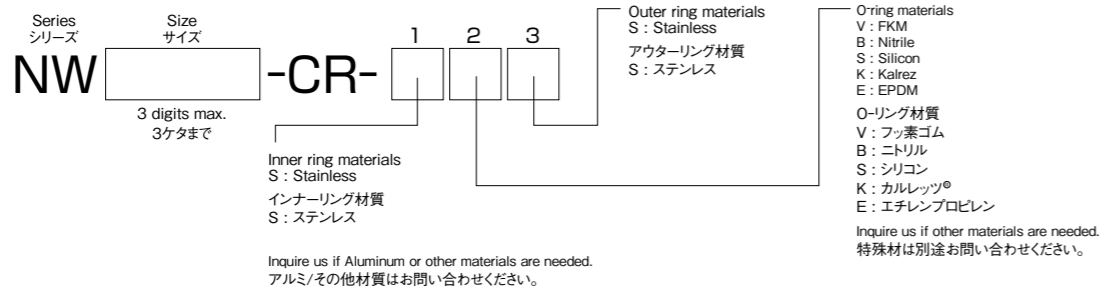 Series
シリーズ
Size
サイズ
NW
-CR-
1
2
3
3 digits max.
3ケタまで
Inner ring materials
S : Stainless
インナーリング材質
S : ステンレス
Inquire us if Aluminum or other materials are needed.
アルミ/その他材質はお問い合わせください。
Outer ring materials
S : Stainless
アウターリング材質
S : ステンレス
O-ring materials
V : FKM
B : Nitrile
S : Silicon
K : Kalrez
E : EPDM
O-リング材質
V : フッ素ゴム
B : ニトリル
S : シリコン
K : カルレッツ®
E : エチレンプロピレン
Inquire us if other materials are needed.
特殊材は別途お問い合わせください。